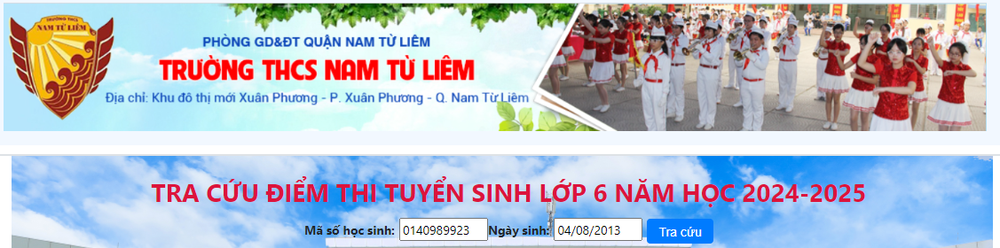 TRƯỜNG THCS
NAM TỪ LIÊM
PHÒNG GD&ĐT QUẬN NAM TỪ LIÊM
TRƯỜNG THCS NAM TỪ LIÊM
Địa chỉ: Khu đô thị mới Xuân Phương - P. Xuân Phương - Q. Nam Từ Liêm
TRA CỨU ĐIỂM THI TUYỂN SINH LỚP 6 NĂM HỌC 2024-2025
Mã số học sinh: 0140989923 Ngày sinh: 04/08/2013 Tra cứu